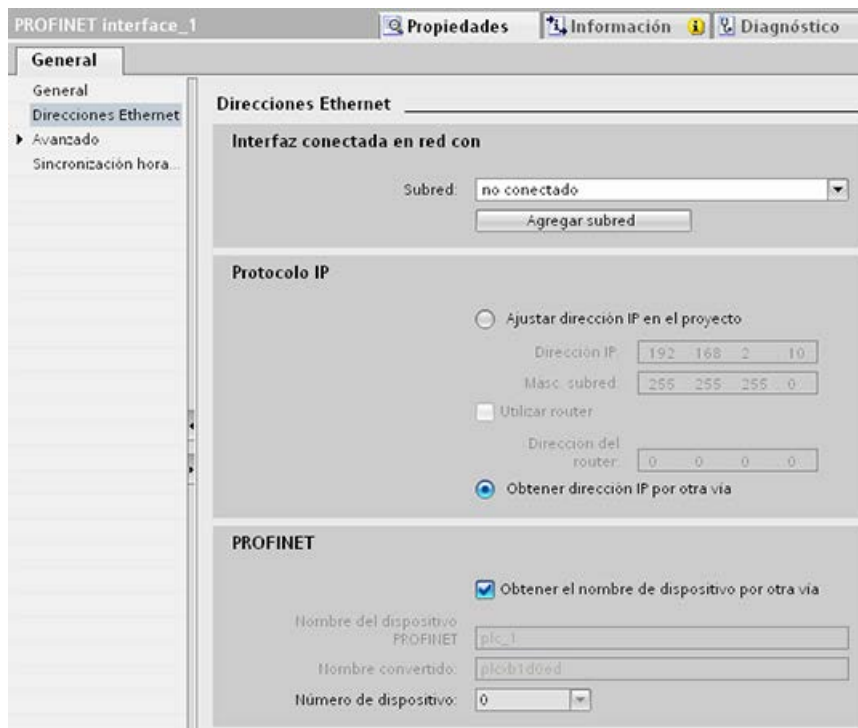 PROFINET interface_1
Propiedades
Información
Diagnóstico
General
General
Direcciones Ethernet
Avanzado
Sincronización hora...
Direcciones Ethernet
Interfaz conectada en red con
Subred: no conectado
Agregar subred
Protocolo IP
Ajustar dirección IP en el proyecto
Dirección IP: 192 168 2 10
Masc. subred: 255 255 255 0
Utilizar router
Dirección del
router: 0 0 0 0
Obtener dirección IP por otra vía
PROFINET
Obtener el nombre de dispositivo por otra vía
Nombre del dispositivo
PROFINET plc_1
Nombre convertido: plcxb1d0ed
Número de dispositivo: 0